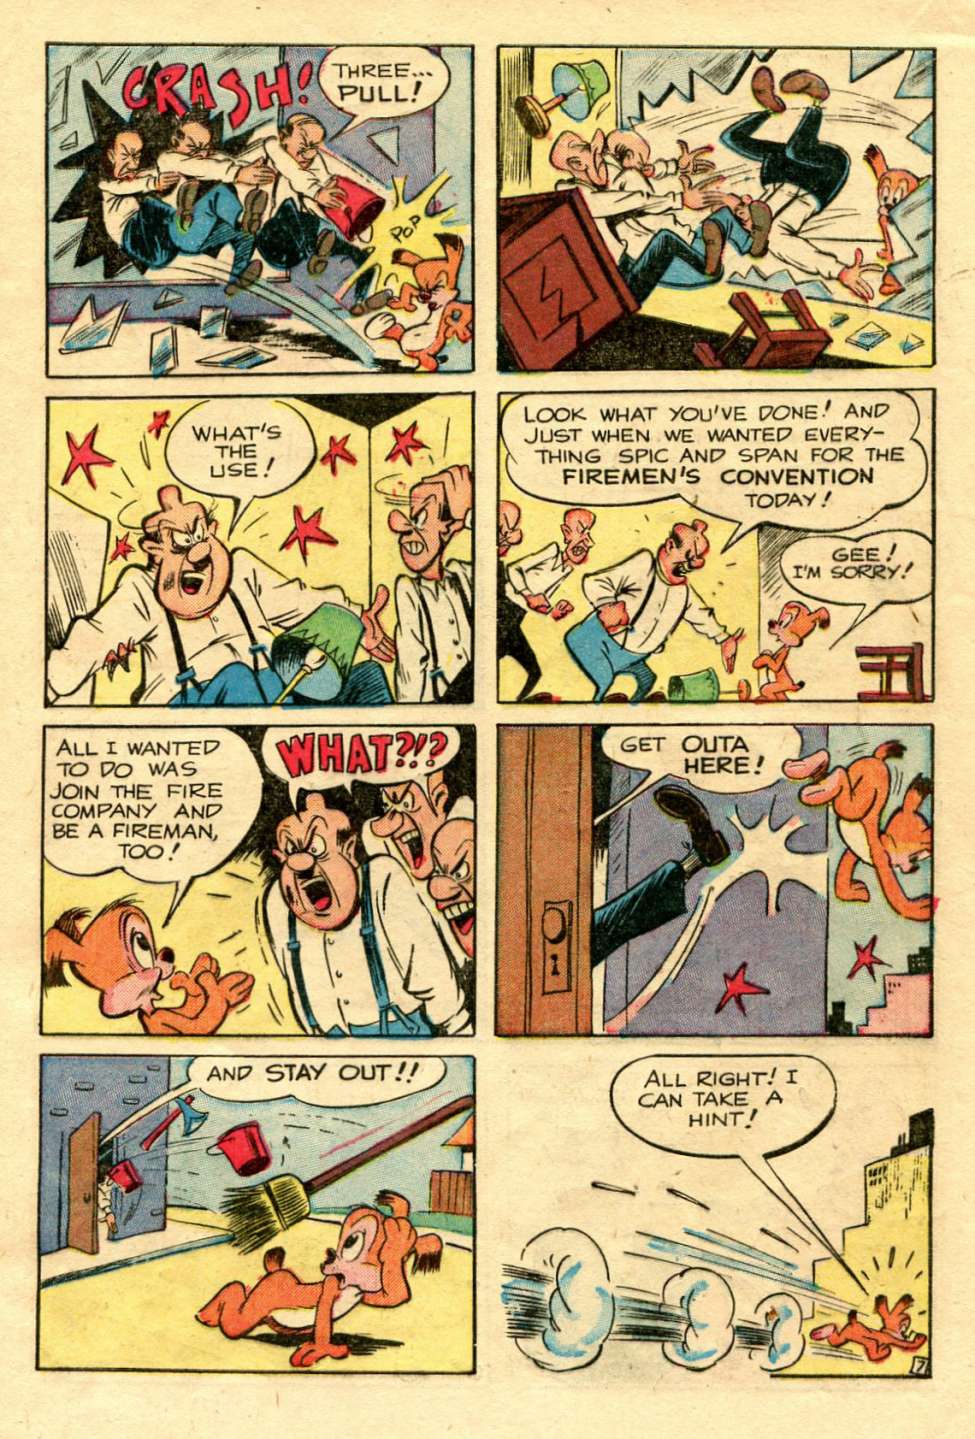 CRASH!
THREE...
PULL!
POP
WHAT'S
THE
USE!
LOOK WHAT YOU'VE DONE! AND
JUST WHEN WE WANTED EVERY-
THING SPIC AND SPAN FOR THE
FIREMEN'S CONVENTION
TODAY!
GEE!
I'M SORRY!
ALL I WANTED
TO DO WAS
JOIN THE FIRE
COMPANY AND
BE A FIREMAN,
TOO!
WHAT?!?
GET OUTA
HERE!
1
AND STAY OUT!!
ALL RIGHT! I
CAN TAKE A
HINT!
7